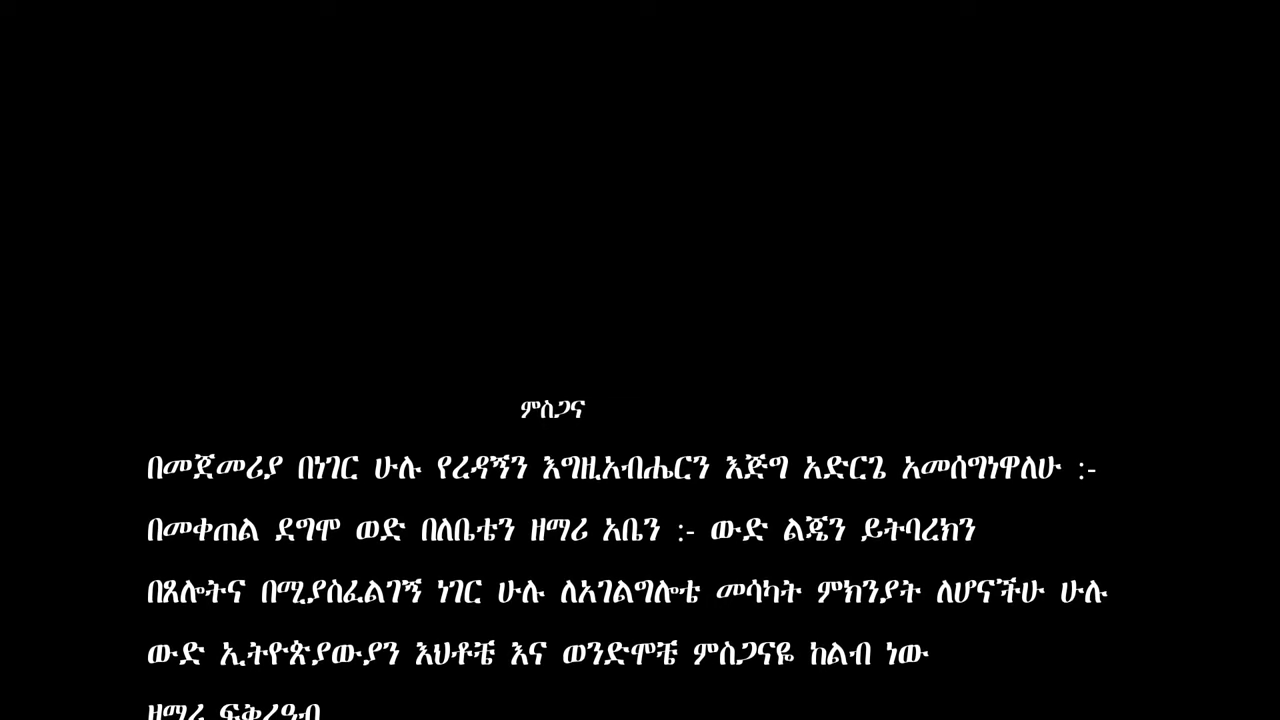 ምስጋና
በመጀመሪያ በነገር ሁሉ የረዳኝን እግዚአብሔርን እጅግ አድርጌ አመሰግነዋለሁ :-
በመቀጠል ደግሞ ወድ በለቤቴን ዘማሪ አቤን :- ውድ ልጄን ይትባረክን
በጸሎትና በሚያስፈልገኝ ነገር ሁሉ ለአገልግሎቴ መሳካት ምክንያት ለሆናችሁ ሁሉ
ውድ ኢትዮጵያውያን እህቶቼ እና ወንድሞቼ ምስጋናዬ ከልብ ነው